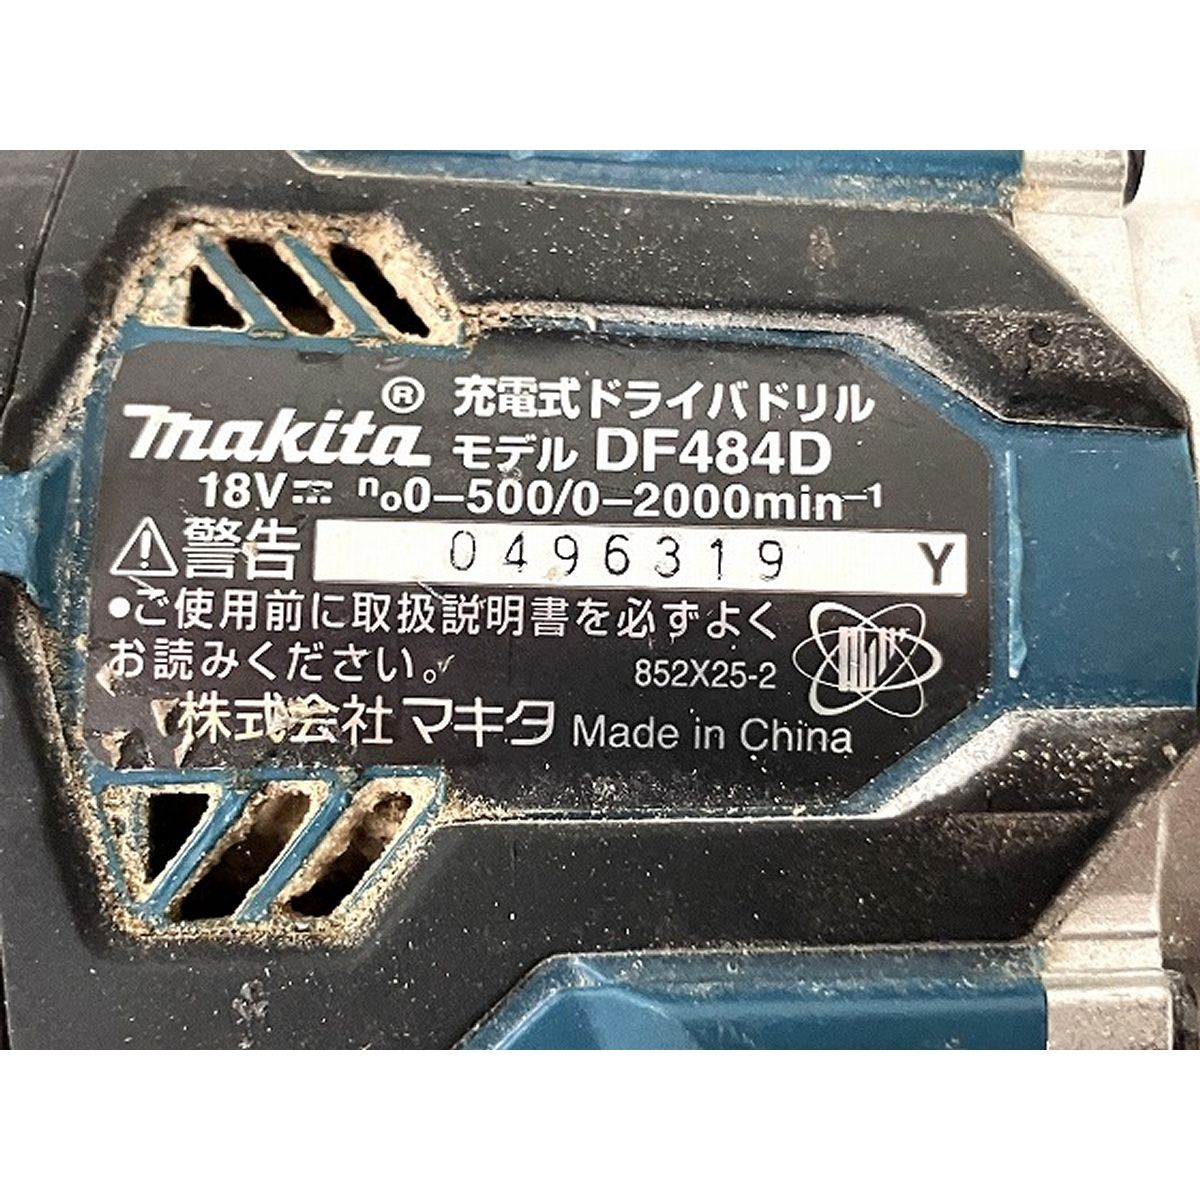 makita® 充電式ドライバドリル
モデル DF484D
18V⎓ n₀0-500/0-2000min⁻¹
⚠警告 0496319 Y
●ご使用前に取扱説明書を必ずよく
お読みください。
852X25-2
株式会社マキタ Made in China